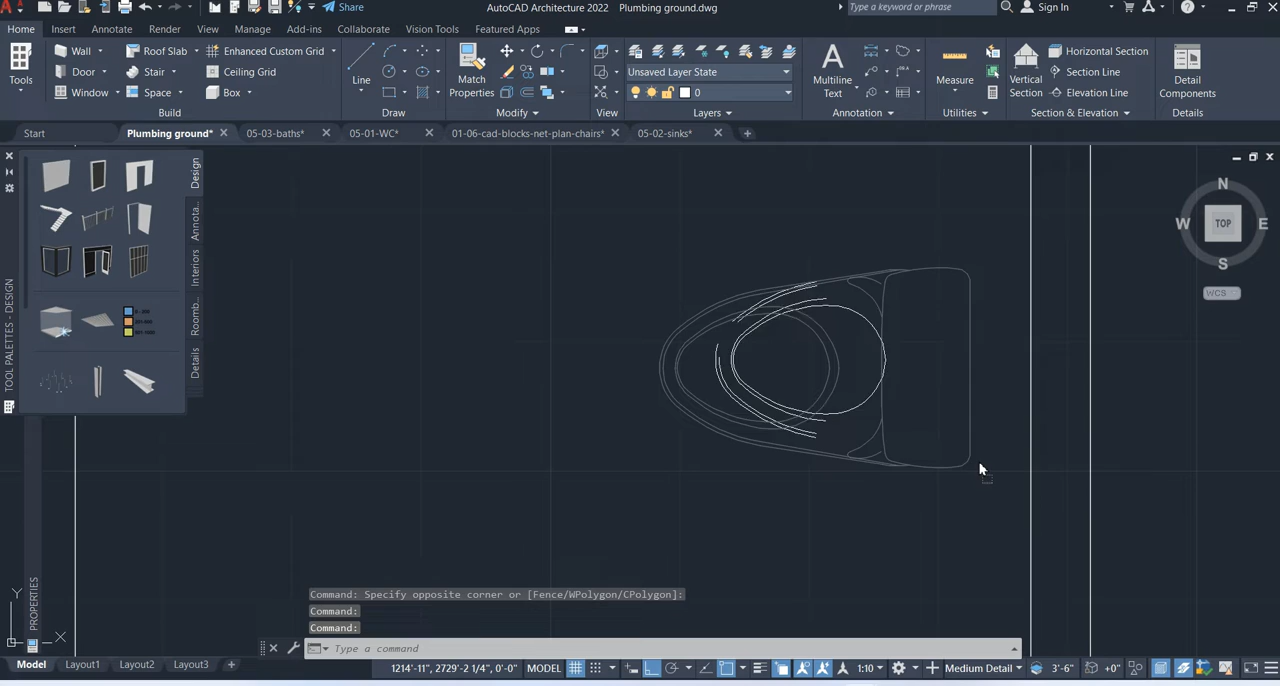 Share
AutoCAD Architecture 2022 Plumbing ground.dwg
Type a keyword or phrase
Sign In
Home Insert Annotate Render View Manage Add-ins Collaborate Vision Tools Featured Apps
Tools
Wall
Door
Window
Roof Slab
Stair
Space
Enhanced Custom Grid
Ceiling Grid
Box
Build
Line
Draw
Match Properties
Modify
View
Unsaved Layer State
0
Layers
Multiline Text
Annotation
Measure
Utilities
Vertical Section
Horizontal Section
Section Line
Elevation Line
Section & Elevation
Detail Components
Details
Start
Plumbing ground*
05-03-baths*
05-01-WC*
01-06-cad-blocks-net-plan-chairs*
05-02-sinks*
Design
Annota...
Interiors
Roomb...
Details
TOOL PALETTES - DESIGN
PROPERTIES
N
W TOP E
S
WCS
Y
X
Command: Specify opposite corner or [Fence/WPolygon/CPolygon]:
Command:
Command:
Type a command
Model Layout1 Layout2 Layout3
1214'-11", 2729'-2 1/4", 0'-0" MODEL
1:10
Medium Detail
3'-6"
+0"